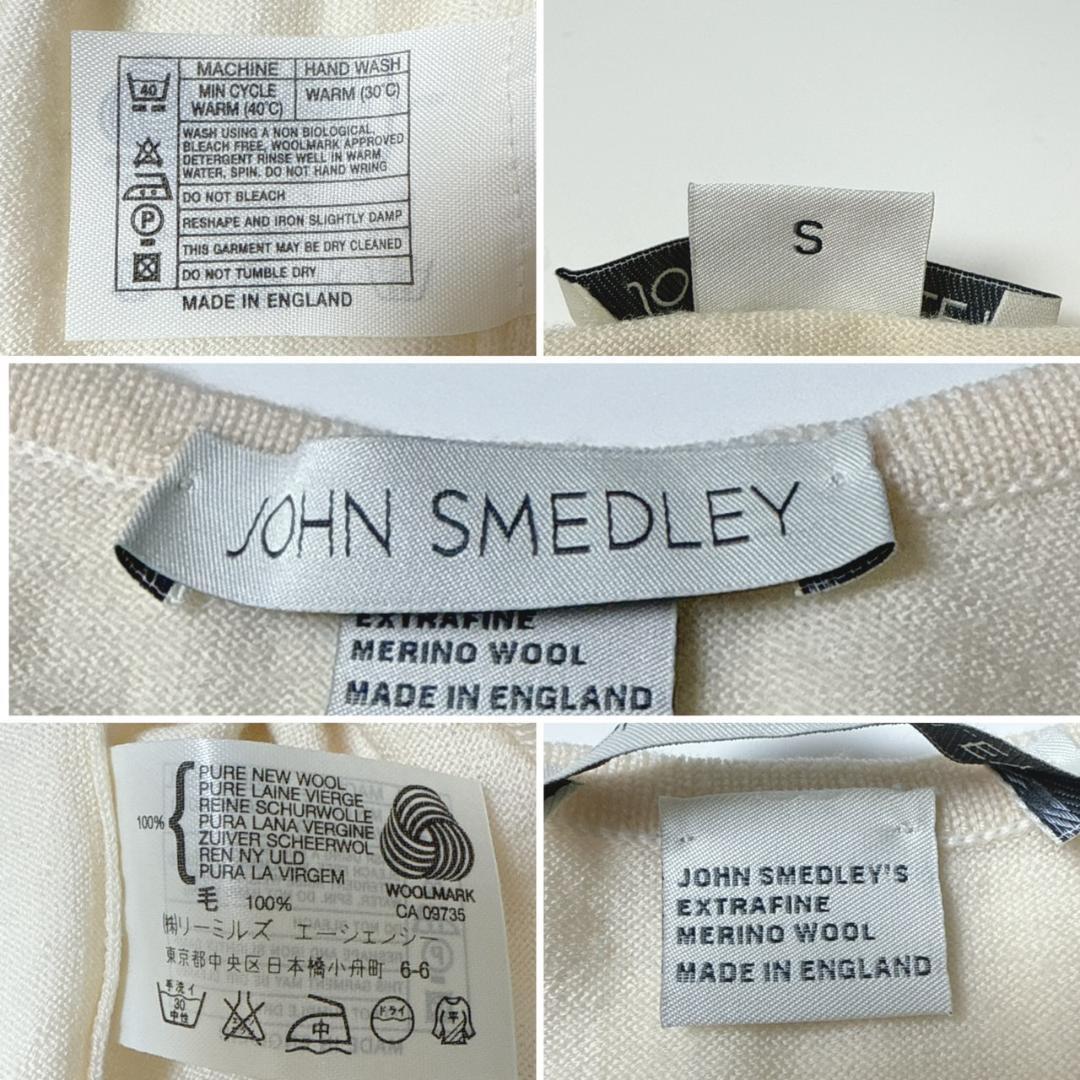 MACHINE HAND WASH
40
MIN CYCLE
WARM (40°C)
WARM (30°C)
WASH USING A NON BIOLOGICAL,
BLEACH FREE, WOOLMARK APPROVED
DETERGENT RINSE WELL IN WARM
WATER, SPIN. DO NOT HAND WRING
DO NOT BLEACH
P
RESHAPE AND IRON SLIGHTLY DAMP
THIS GARMENT MAY BE DRY CLEANED
DO NOT TUMBLE DRY
MADE IN ENGLAND
S
JOHN SMEDLEY
EXTRAFINE
MERINO WOOL
MADE IN ENGLAND
100%
PURE NEW WOOL
PURE LAINE VIERGE
REINE SCHURWOLLE
PURA LANA VERGINE
ZUIVER SCHEERWOL
REN NY ULD
PURA LA VIRGEM
WOOLMARK
毛 100%
CA 09735
㈱リーミルズ エージェンシー
東京都中央区日本橋小舟町 6-6
手洗イ
30
中性
中
ドライ
平
JOHN SMEDLEY'S
EXTRAFINE
MERINO WOOL
MADE IN ENGLAND